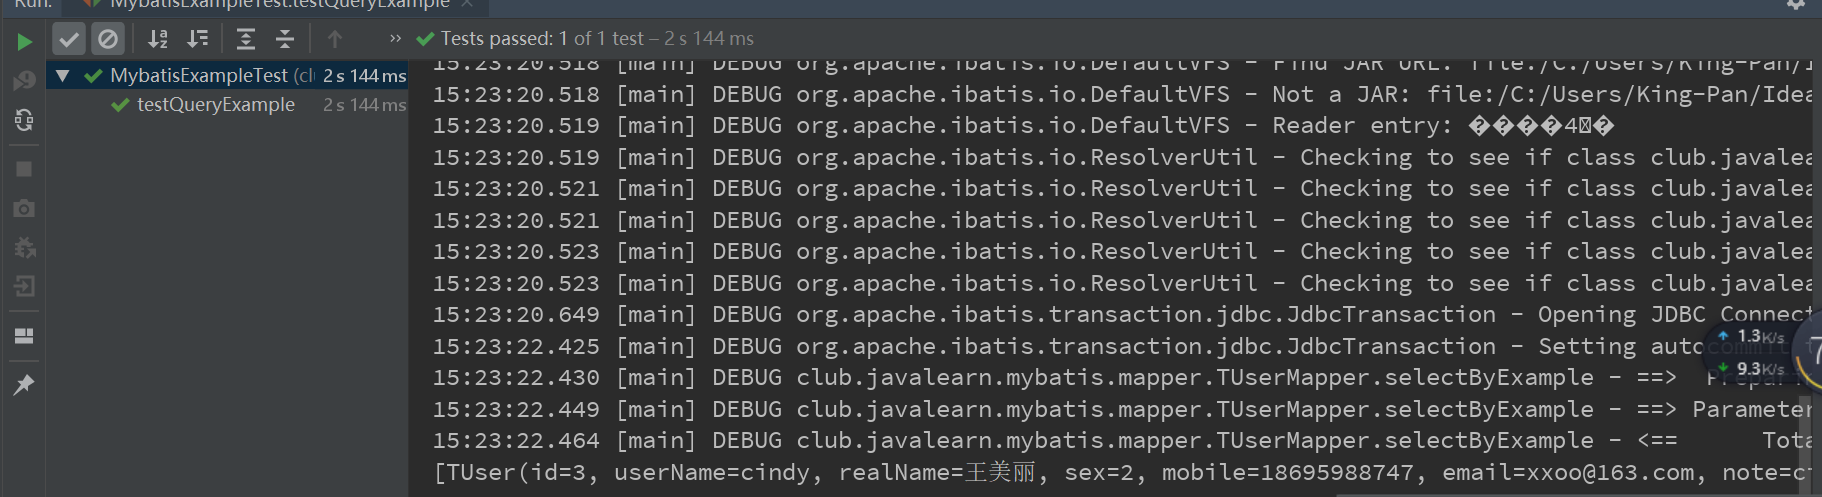 Run: MybatisExampleTest.testQueryExample ×
» Tests passed: 1 of 1 test – 2 s 144 ms
MybatisExampleTest (cl 2 s 144 ms
testQueryExample 2 s 144 ms
15:23:20.518 [main] DEBUG org.apache.ibatis.io.DefaultVFS - Find JAR URL: file:/C:/Users/King-Pan/I
15:23:20.518 [main] DEBUG org.apache.ibatis.io.DefaultVFS - Not a JAR: file:/C:/Users/King-Pan/Idea
15:23:20.519 [main] DEBUG org.apache.ibatis.io.DefaultVFS - Reader entry: ����4�
15:23:20.519 [main] DEBUG org.apache.ibatis.io.ResolverUtil - Checking to see if class club.javalea
15:23:20.521 [main] DEBUG org.apache.ibatis.io.ResolverUtil - Checking to see if class club.javalea
15:23:20.521 [main] DEBUG org.apache.ibatis.io.ResolverUtil - Checking to see if class club.javalea
15:23:20.523 [main] DEBUG org.apache.ibatis.io.ResolverUtil - Checking to see if class club.javalea
15:23:20.523 [main] DEBUG org.apache.ibatis.io.ResolverUtil - Checking to see if class club.javalea
15:23:20.649 [main] DEBUG org.apache.ibatis.transaction.jdbc.JdbcTransaction - Opening JDBC Connect
15:23:22.425 [main] DEBUG org.apache.ibatis.transaction.jdbc.JdbcTransaction - Setting autocommit t
15:23:22.430 [main] DEBUG club.javalearn.mybatis.mapper.TUserMapper.selectByExample - ==> Preparin
15:23:22.449 [main] DEBUG club.javalearn.mybatis.mapper.TUserMapper.selectByExample - ==> Parameter
15:23:22.464 [main] DEBUG club.javalearn.mybatis.mapper.TUserMapper.selectByExample - <== Tota
[TUser(id=3, userName=cindy, realName=王美丽, sex=2, mobile=18695988747, email=xxoo@163.com, note=c
1.3K/s
9.3K/s
7